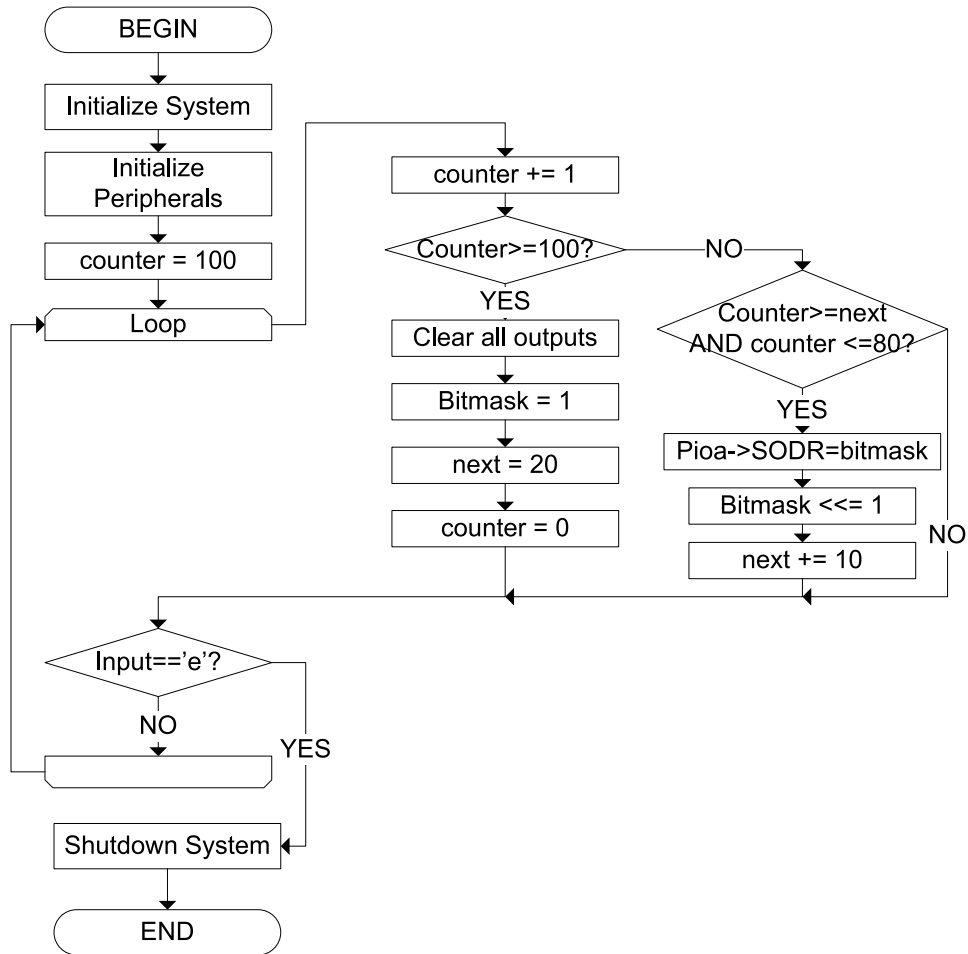 BEGIN
Initialize System
Initialize
Peripherals
counter = 100
Loop
counter += 1
Counter>=100?
NO
YES
Clear all outputs
Bitmask = 1
next = 20
counter = 0
Counter>=next
AND counter <=80?
YES
Pioa->SODR=bitmask
Bitmask <<= 1
next += 10
NO
Input==’e’?
NO
YES
Shutdown System
END